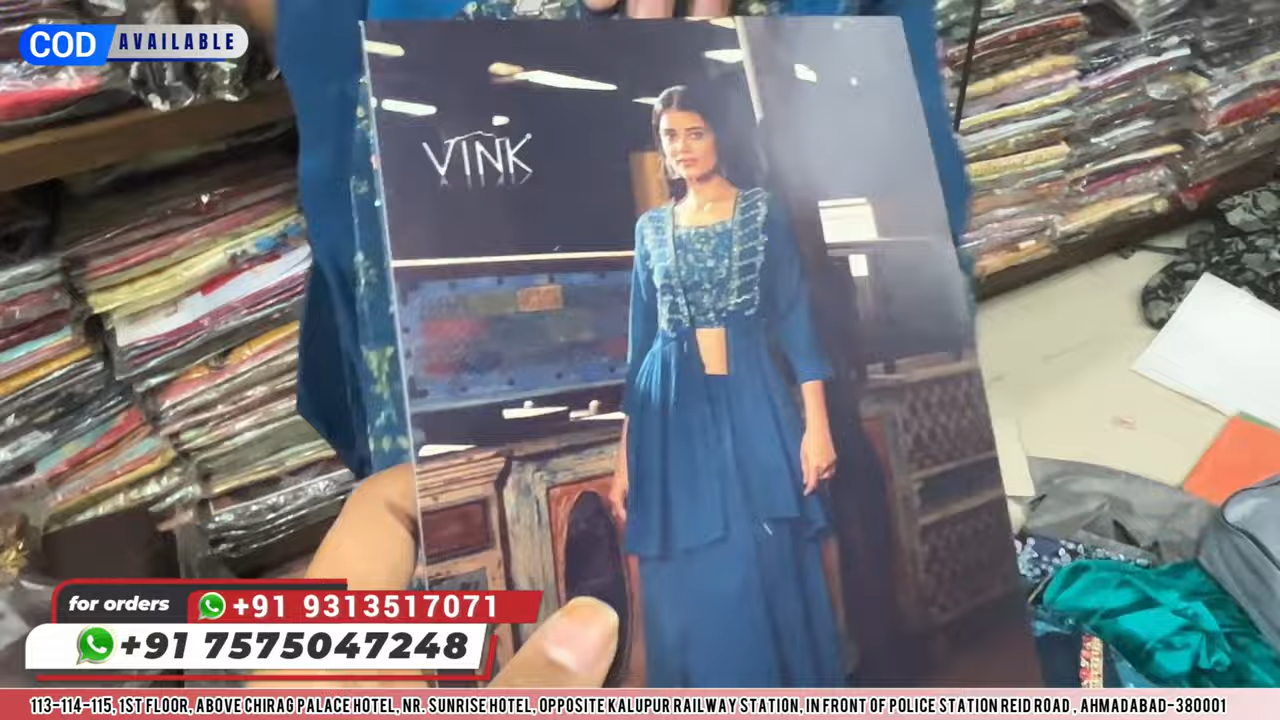 COD AVAILABLE
VINK
for orders +91 9313517071
+91 7575047248
113-114-115, 1ST FLOOR, ABOVE CHIRAG PALACE HOTEL, NR. SUNRISE HOTEL, OPPOSITE KALUPUR RAILWAY STATION, IN FRONT OF POLICE STATION REID ROAD, AHMADABAD-380001